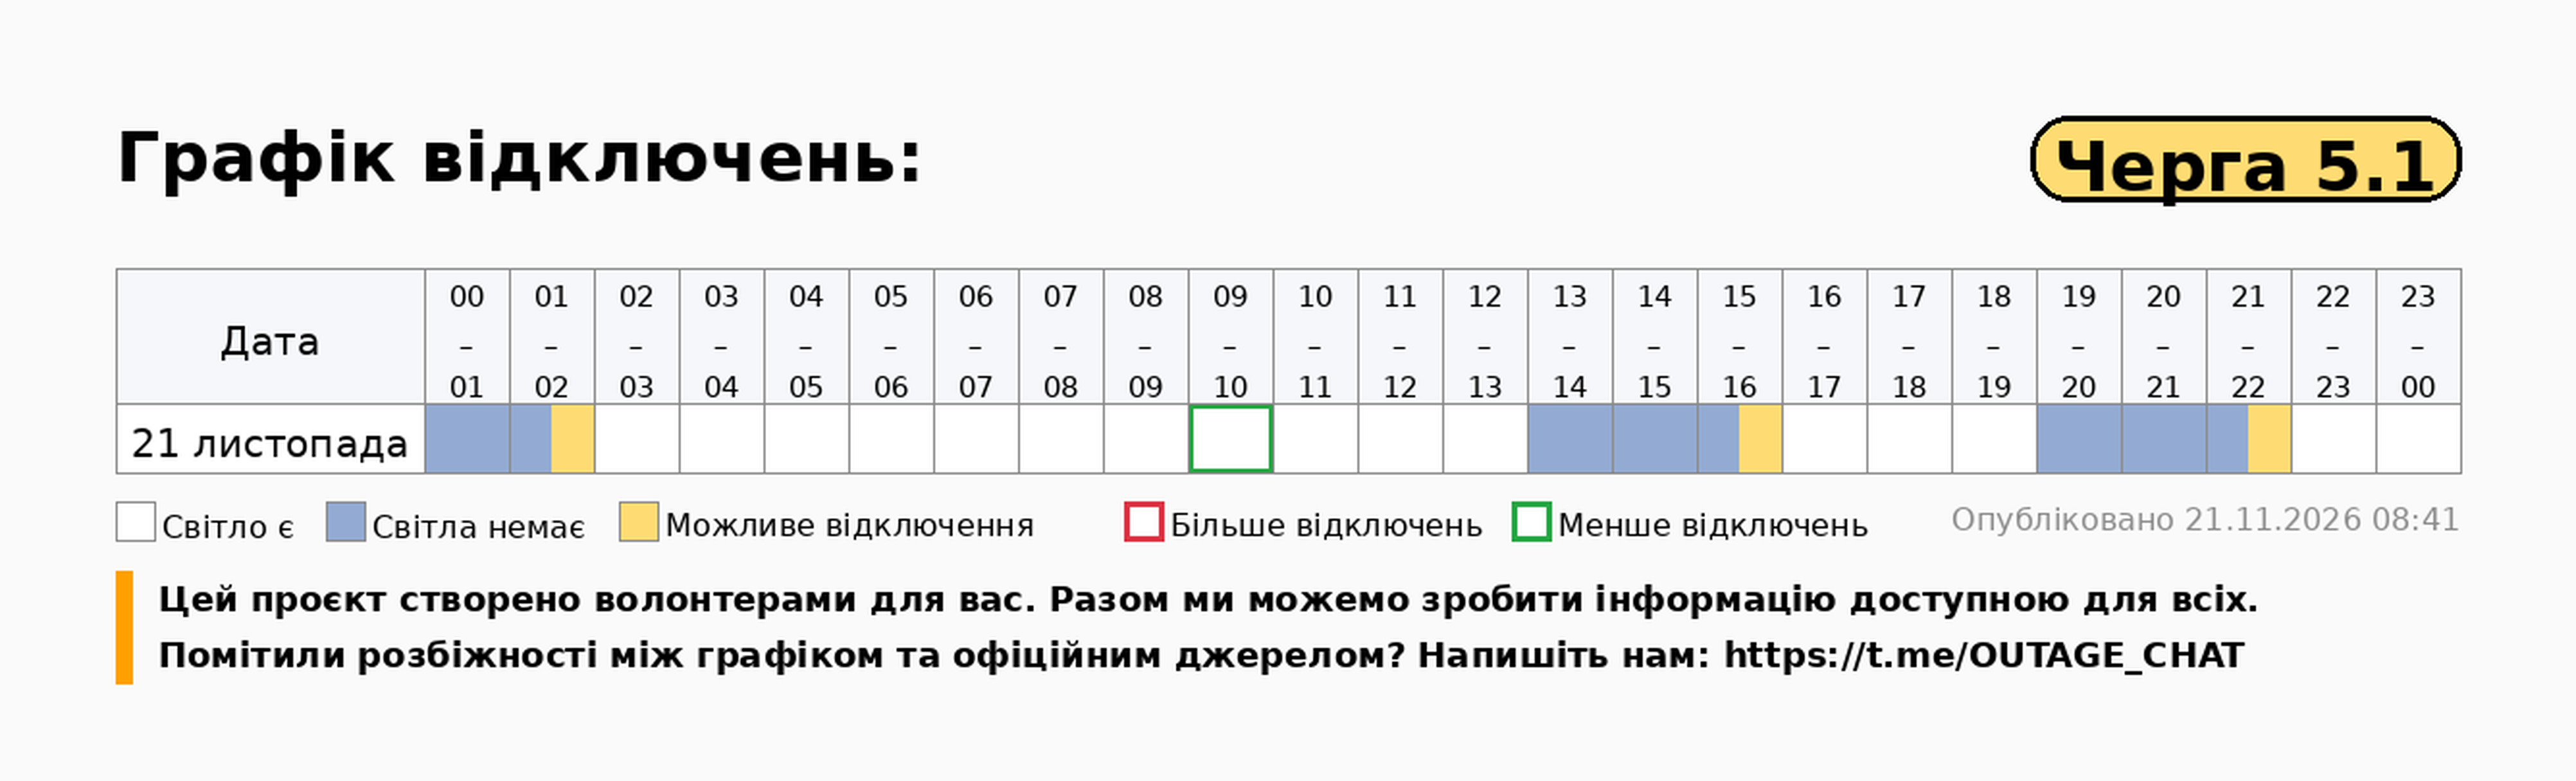 Графік відключень:
Черга 5.1
Дата
00 – 01
01 – 02
02 – 03
03 – 04
04 – 05
05 – 06
06 – 07
07 – 08
08 – 09
09 – 10
10 – 11
11 – 12
12 – 13
13 – 14
14 – 15
15 – 16
16 – 17
17 – 18
18 – 19
19 – 20
20 – 21
21 – 22
22 – 23
23 – 00
21 листопада
Світло є
Світла немає
Можливе відключення
Більше відключень
Менше відключень
Опубліковано 21.11.2026 08:41
Цей проєкт створено волонтерами для вас. Разом ми можемо зробити інформацію доступною для всіх.
Помітили розбіжності між графіком та офіційним джерелом? Напишіть нам: https://t.me/OUTAGE_CHAT